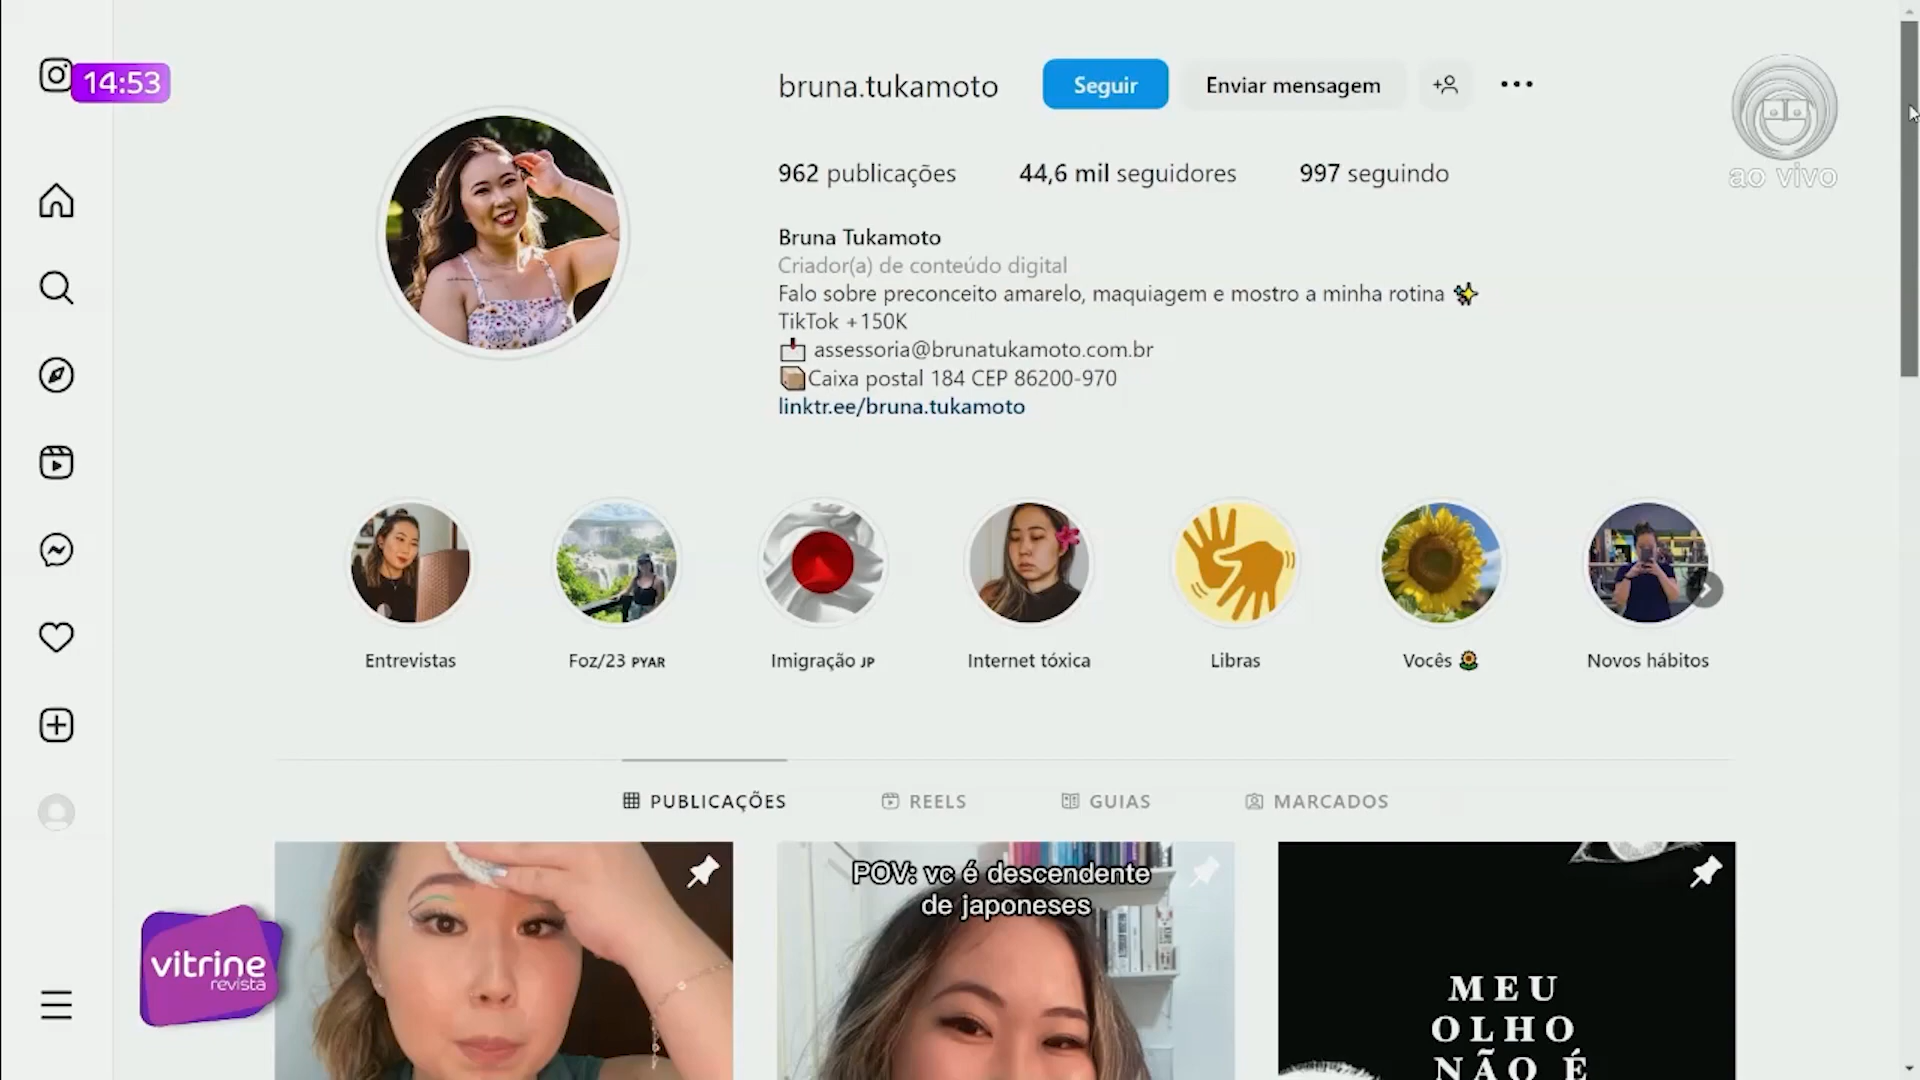 14:53
bruna.tukamoto
Seguir
Enviar mensagem
ao vivo
962 publicações
44,6 mil seguidores
997 seguindo
Bruna Tukamoto
Criador(a) de conteúdo digital
Falo sobre preconceito amarelo, maquiagem e mostro a minha rotina ✨
TikTok +150K
📩 assessoria@brunatukamoto.com.br
📦Caixa postal 184 CEP 86200-970
linktr.ee/bruna.tukamoto
Entrevistas
Foz/23 PYAR
Imigração JP
Internet tóxica
Libras
Vocês 🌻
Novos hábitos
PUBLICAÇÕES
REELS
GUIAS
MARCADOS
POV: vc é descendente
de japoneses
MEU
OLHO
NÃO É
vitrine
revista